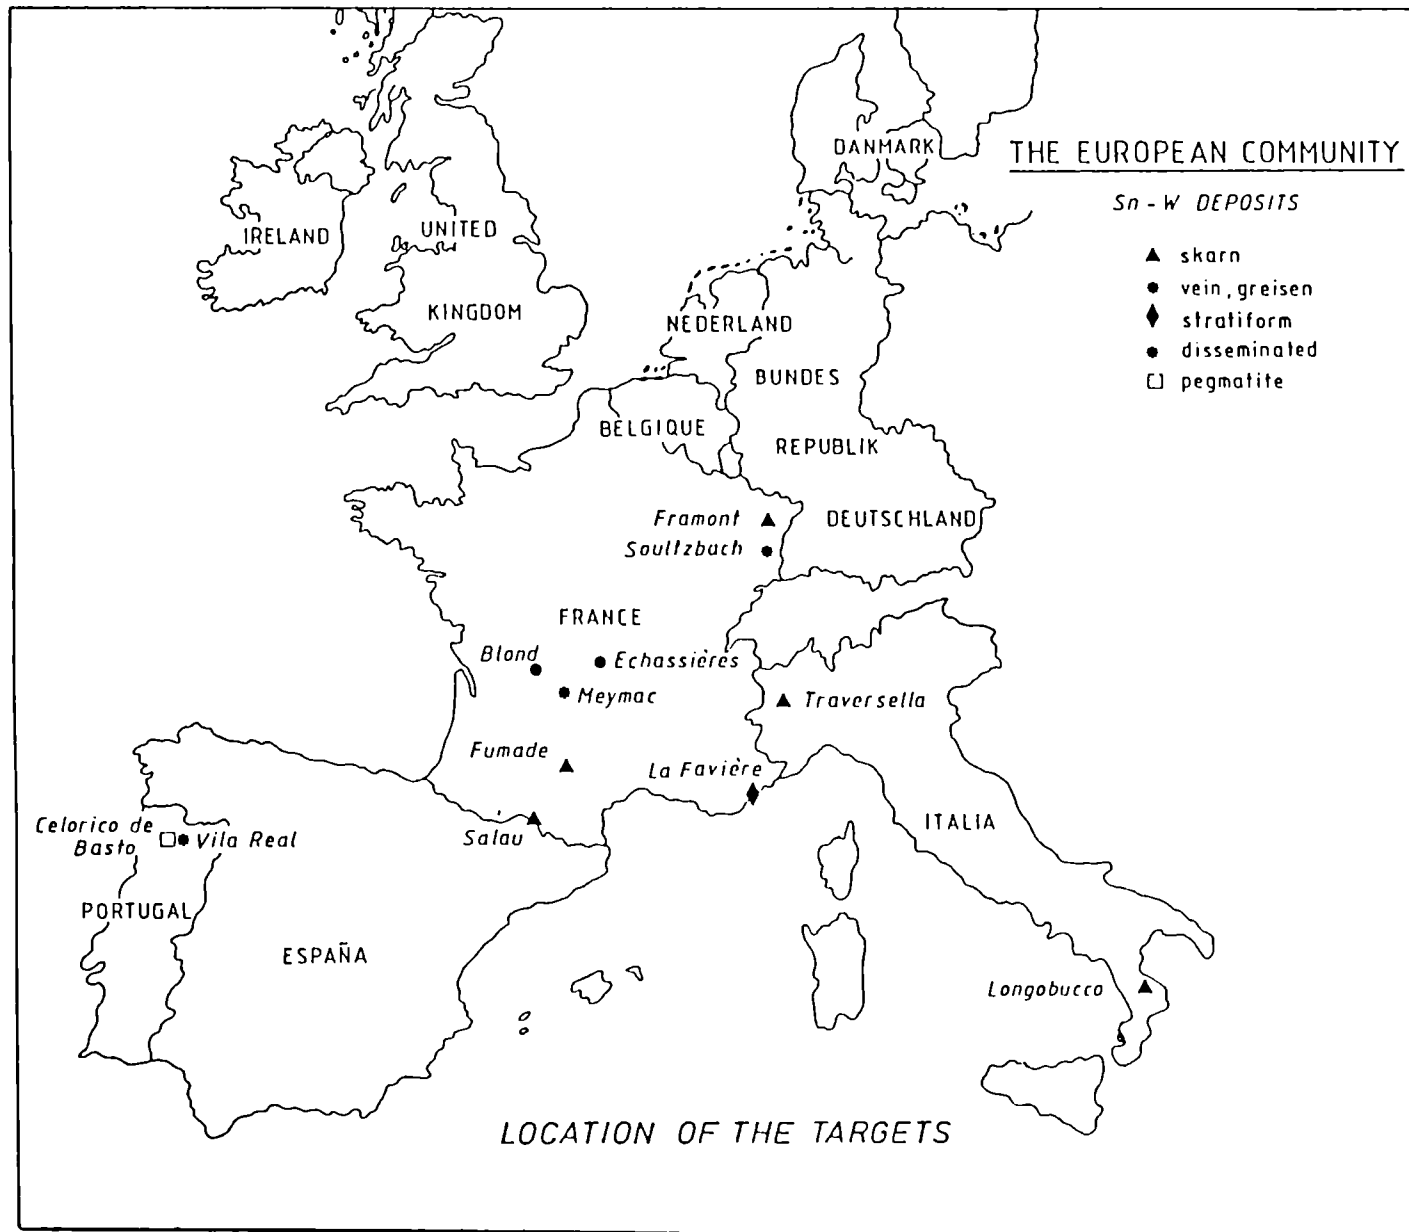 DANMARK
THE EUROPEAN COMMUNITY
Sn - W DEPOSITS
skarn
vein, greisen
stratiform
disseminated
pegmatite
IRELAND
UNITED
KINGDOM
NEDERLAND
BUNDES
REPUBLIK
DEUTSCHLAND
BELGIQUE
Framont
Soultzbach
FRANCE
Blond
Echassières
Meymac
Traversella
Fumade
La Favière
Salau
ITALIA
Celorico de
Basto
Vila Real
PORTUGAL
ESPAÑA
Longobucco
LOCATION OF THE TARGETS